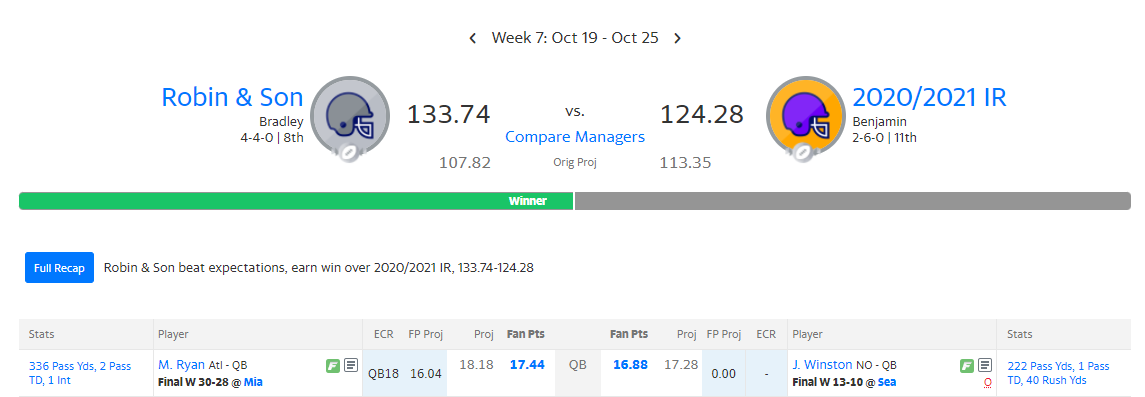 Week 7: Oct 19 - Oct 25
Robin & Son
Bradley
4-4-0 | 8th
133.74
107.82
vs.
Compare Managers
Orig Proj
124.28
113.35
2020/2021 IR
Benjamin
2-6-0 | 11th
Winner
Full Recap Robin & Son beat expectations, earn win over 2020/2021 IR, 133.74-124.28
Stats Player ECR FP Proj Proj Fan Pts Fan Pts Proj FP Proj ECR Player Stats
336 Pass Yds, 2 Pass
TD, 1 Int
M. Ryan Atl - QB
Final W 30-28 @ Mia
F
QB18 16.04 18.18 17.44 QB 16.88 17.28 0.00 -
J. Winston NO - QB
Final W 13-10 @ Sea
F
O
222 Pass Yds, 1 Pass
TD, 40 Rush Yds